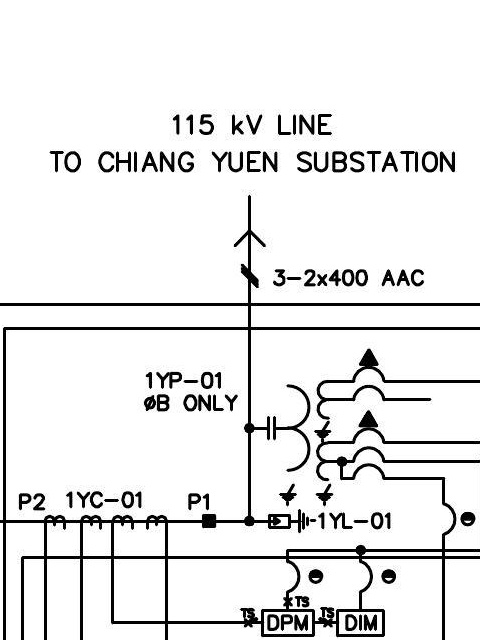 115 kV LINE
TO CHIANG YUEN SUBSTATION
3-2x400 AAC
1YP-01
ØB ONLY
P2 1YC-01 P1
1YL-01
TS
TS TS
DPM DIM